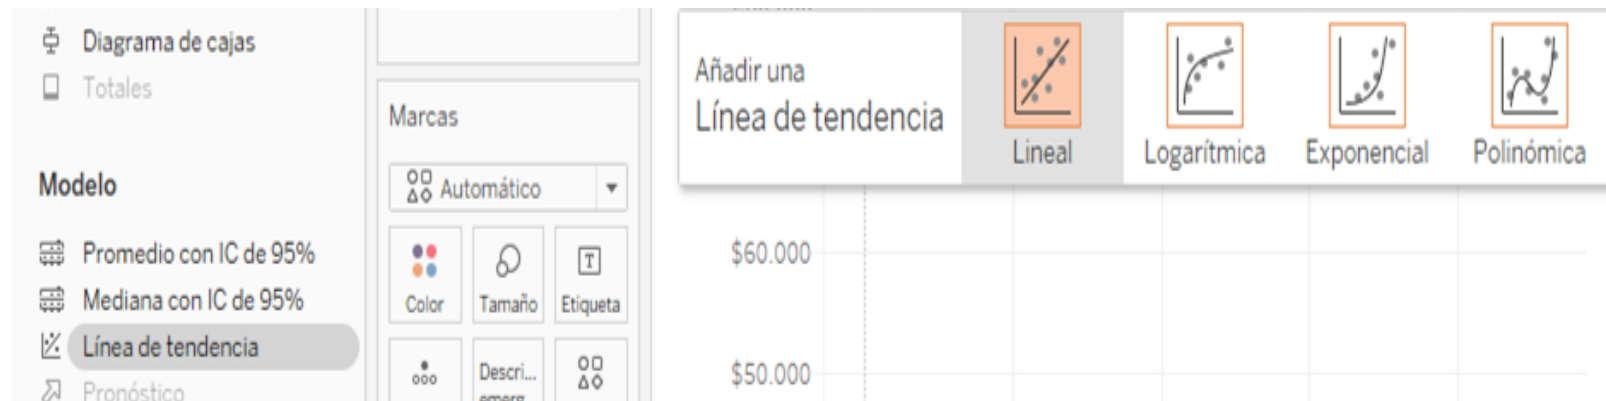 Diagrama de cajas
Totales
Modelo
Promedio con IC de 95%
Mediana con IC de 95%
Línea de tendencia
Pronóstico
Marcas
Automático
Color
Tamaño
Etiqueta
T
Descri...
Añadir una
Línea de tendencia
Lineal
Logarítmica
Exponencial
Polinómica
$60.000
$50.000